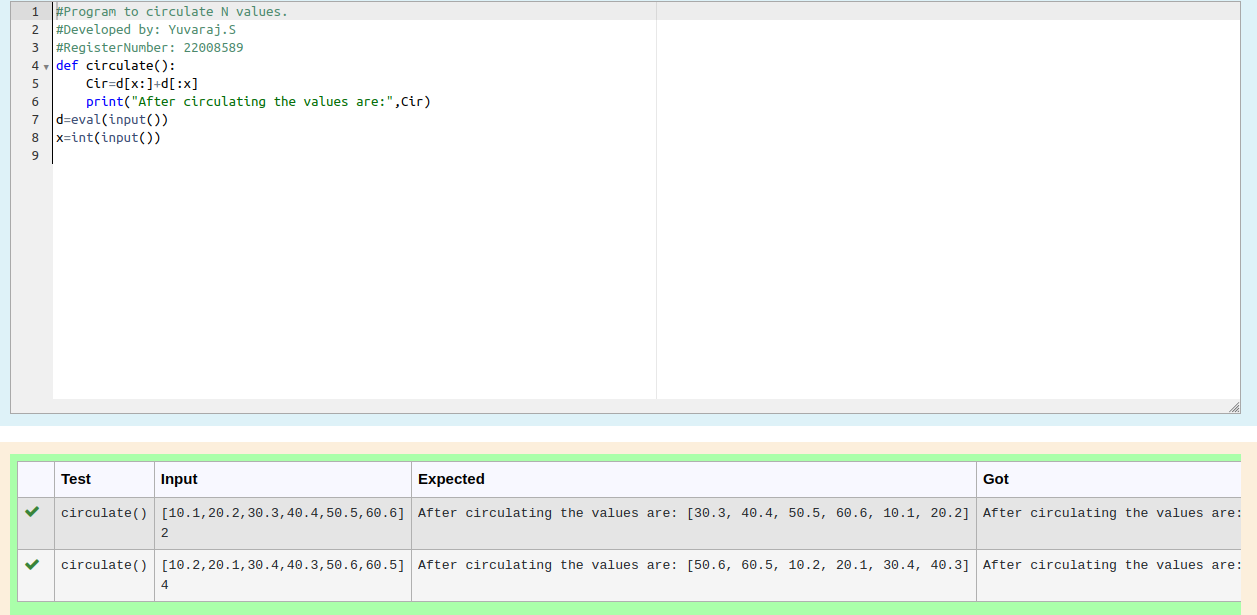 1 #Program to circulate N values.
2 #Developed by: Yuvaraj.S
3 #RegisterNumber: 22008589
4 def circulate():
5     Cir=d[x:]+d[:x]
6     print("After circulating the values are:",Cir)
7 d=eval(input())
8 x=int(input())
9
Test Input Expected Got
circulate() [10.1,20.2,30.3,40.4,50.5,60.6] After circulating the values are: [30.3, 40.4, 50.5, 60.6, 10.1, 20.2] After circulating the values are:
2
circulate() [10.2,20.1,30.4,40.3,50.6,60.5] After circulating the values are: [50.6, 60.5, 10.2, 20.1, 30.4, 40.3] After circulating the values are:
4